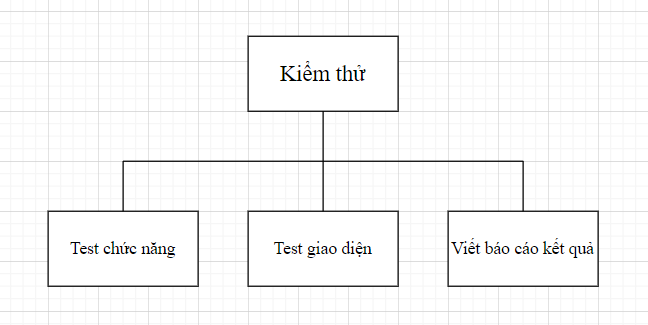 Kiểm thử
Test chức năng
Test giao diện
Viết báo cáo kết quả